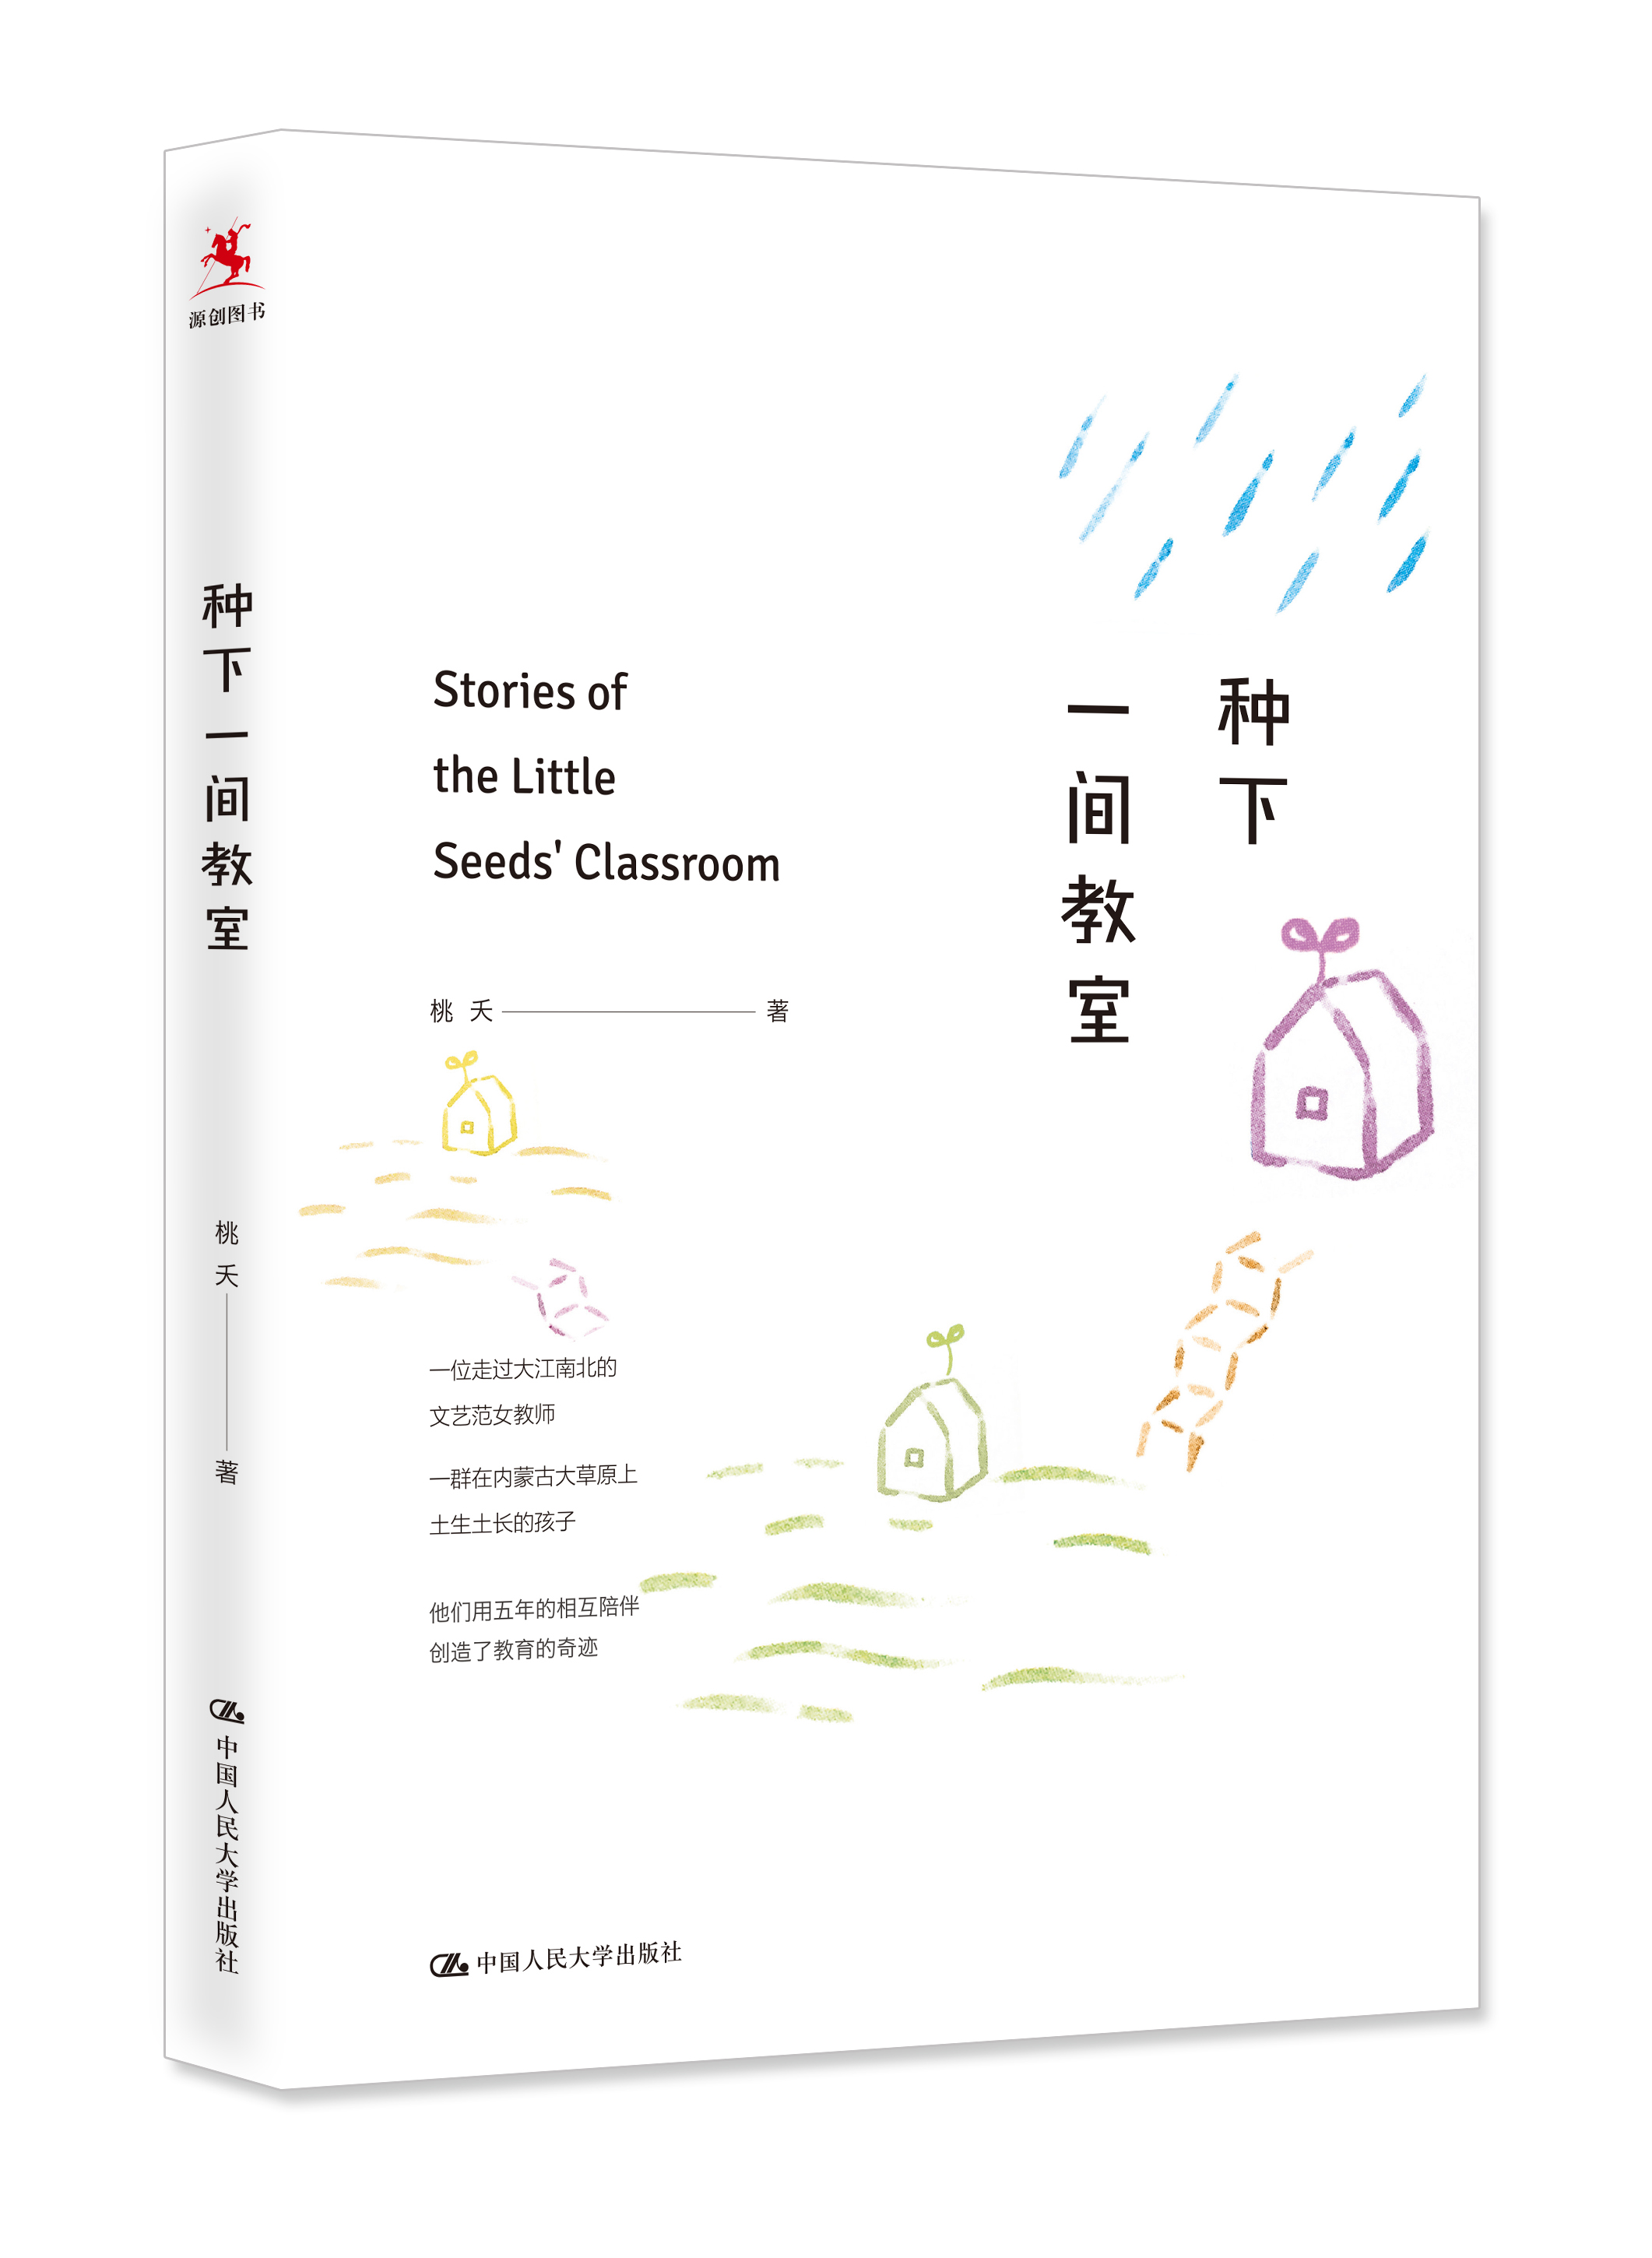 源创图书
种下一间教室
桃夭 著
中国人民大学出版社
种下
一间教室
Stories of
the Little
Seeds' Classroom
桃 夭 著
一位走过大江南北的
文艺范女教师
一群在内蒙古大草原上
土生土长的孩子
他们用五年的相互陪伴
创造了教育的奇迹
中国人民大学出版社